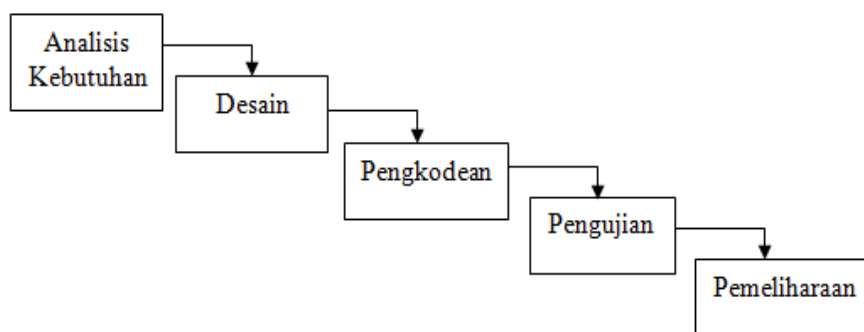 Analisis
Kebutuhan
Desain
Pengkodean
Pengujian
Pemeliharaan